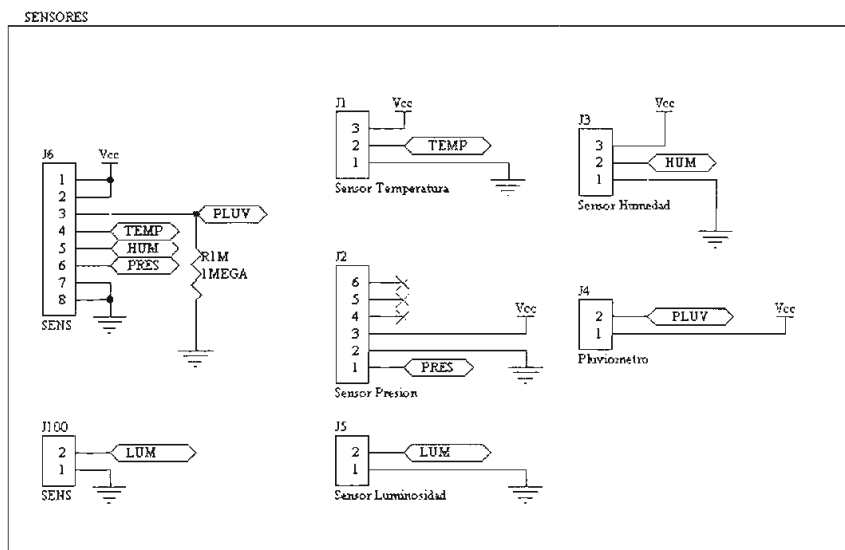 SENSORES
J6
Vcc
1
2
3
4
5
6
7
8
PLUV
TEMP
HUM
PRES
R1M
1MEGA
SENS
J1
Vcc
3
2
1
TEMP
Sensor Temperatura
J3
Vcc
3
2
1
HUM
Sensor Humedad
J2
6
5
4
3
2
1
Vcc
PRES
Sensor Presion
J4
2
1
PLUV
Vcc
Pluviometro
J100
2
1
LUM
SENS
J5
2
1
LUM
Sensor Luminosidad